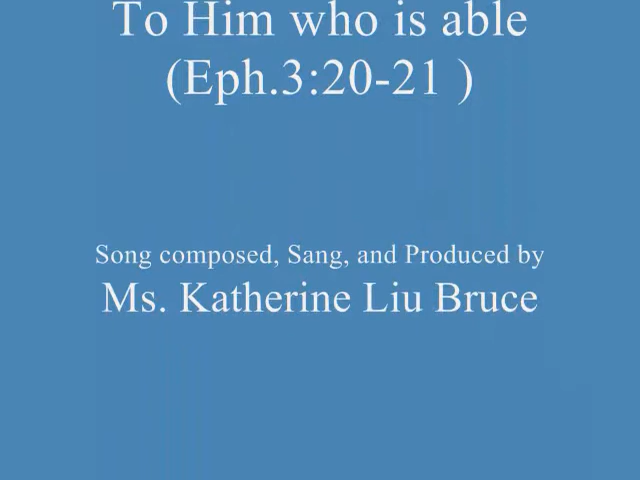 To Him who is able
(Eph.3:20-21 )
Song composed, Sang, and Produced by
Ms. Katherine Liu Bruce